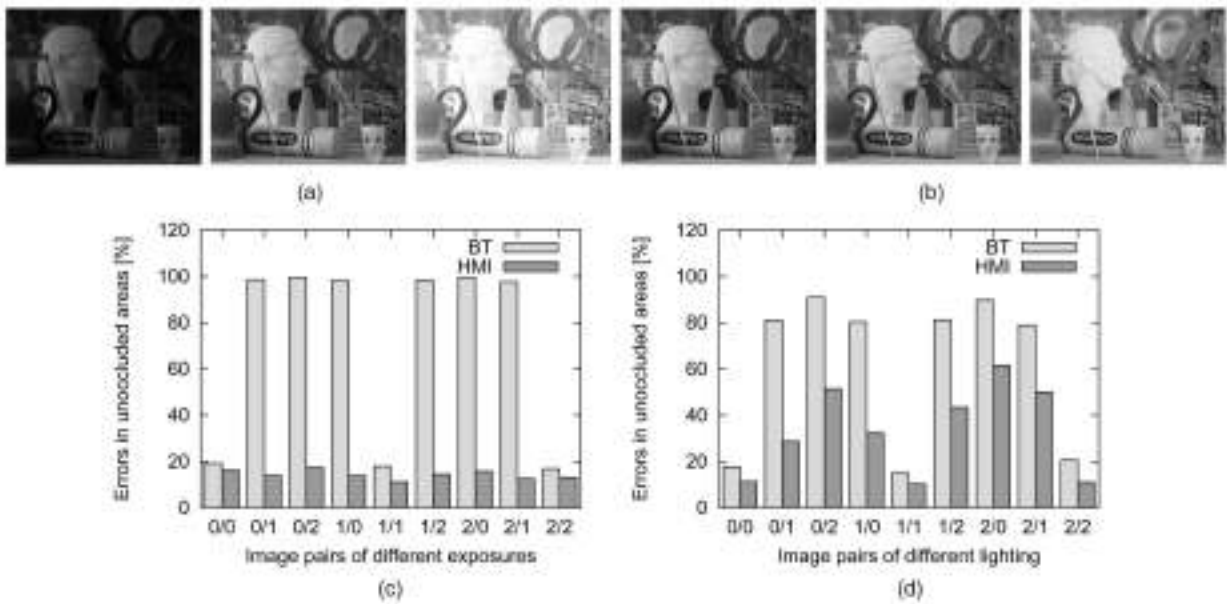 (a)
(b)
Errors in unoccluded areas [%]
120
100
80
60
40
20
0
BT
HMI
0/0 0/1 0/2 1/0 1/1 1/2 2/0 2/1 2/2
Image pairs of different exposures
(c)
Errors in unoccluded areas [%]
120
100
80
60
40
20
0
BT
HMI
0/0 0/1 0/2 1/0 1/1 1/2 2/0 2/1 2/2
Image pairs of different lighting
(d)